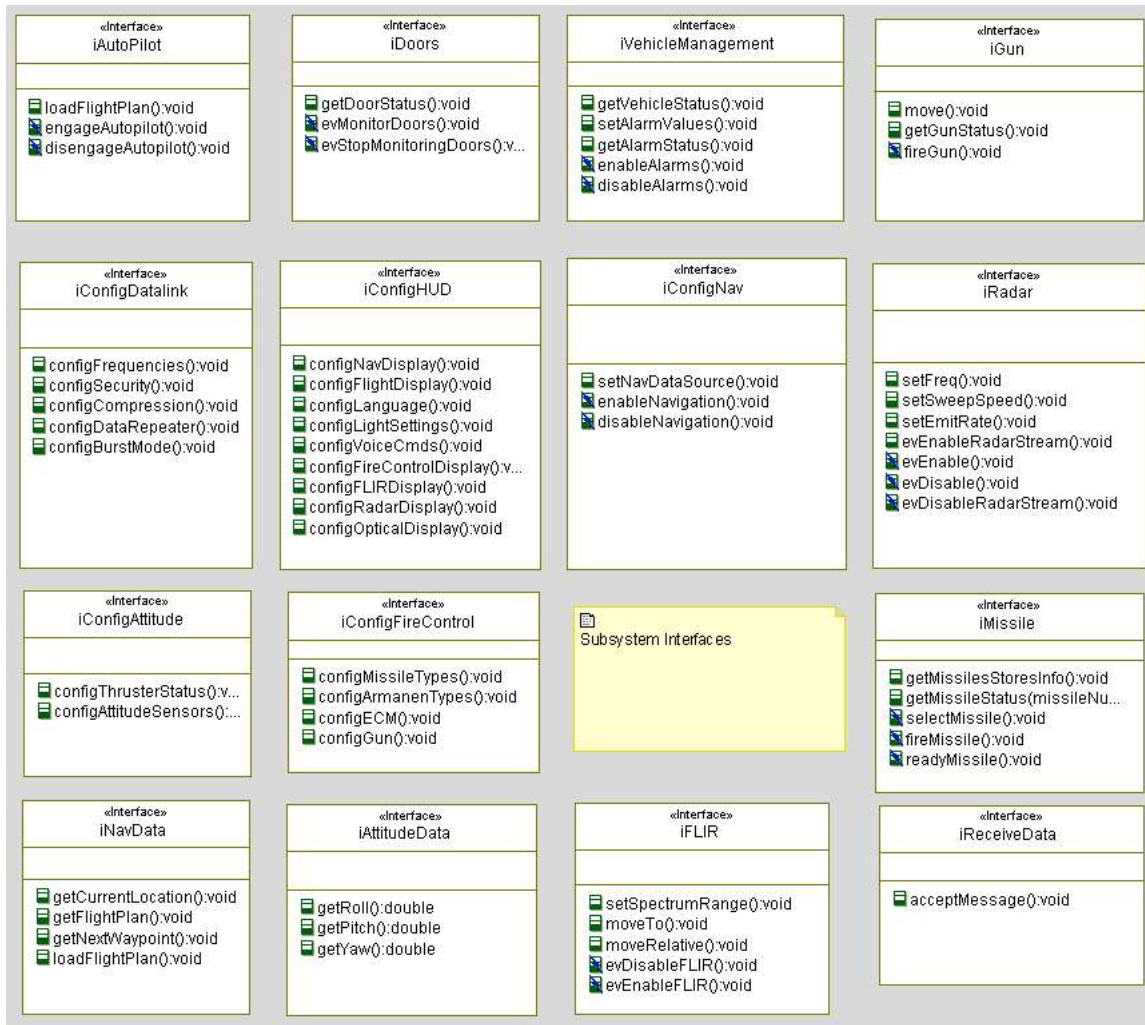 «Interface»
iAutoPilot
loadFlightPlan():void
engageAutopilot():void
disengageAutopilot():void
«Interface»
iDoors
getDoorStatus():void
evMonitorDoors():void
evStopMonitoringDoors():v...
«Interface»
iVehicleManagement
getVehicleStatus():void
setAlarmValues():void
getAlarmStatus():void
enableAlarms():void
disableAlarms():void
«Interface»
iGun
move():void
getGunStatus():void
fireGun():void
«Interface»
iConfigDatalink
configFrequencies():void
configSecurity():void
configCompression():void
configDataRepeater():void
configBurstMode():void
«Interface»
iConfigHUD
configNavDisplay():void
configFlightDisplay():void
configLanguage():void
configLightSettings():void
configVoiceCmds():void
configFireControlDisplay():v...
configFLIRDisplay():void
configRadarDisplay():void
configOpticalDisplay():void
«Interface»
iConfigNav
setNavDataSource():void
enableNavigation():void
disableNavigation():void
«Interface»
iRadar
setFreq():void
setSweepSpeed():void
setEmitRate():void
evEnableRadarStream():void
evEnable():void
evDisable():void
evDisableRadarStream():void
«Interface»
iConfigAttitude
configThrusterStatus():v...
configAttitudeSensors():...
«Interface»
iConfigFireControl
configMissileTypes():void
configArmanenTypes():void
configECM():void
configGun():void
Subsystem Interfaces
«Interface»
iMissile
getMissilesStoresInfo():void
getMissileStatus(missileNu...
selectMissile():void
fireMissile():void
readyMissile():void
«Interface»
iNavData
getCurrentLocation():void
getFlightPlan():void
getNextWaypoint():void
loadFlightPlan():void
«Interface»
iAttitudeData
getRoll():double
getPitch():double
getYaw():double
«Interface»
iFLIR
setSpectrumRange():void
moveTo():void
moveRelative():void
evDisableFLIR():void
evEnableFLIR():void
«Interface»
iReceiveData
acceptMessage():void